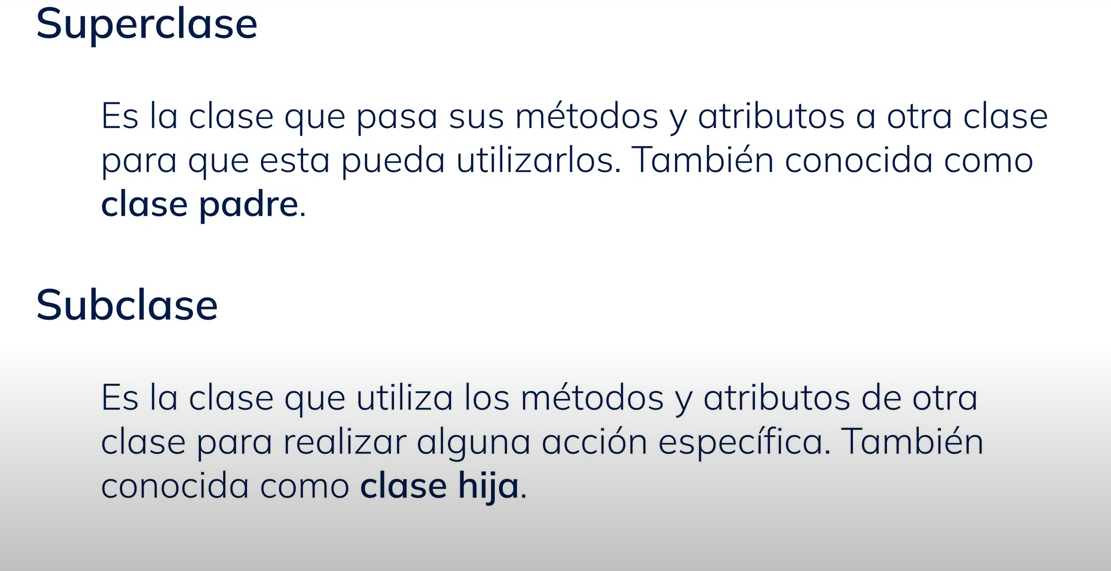 Superclase
Es la clase que pasa sus métodos y atributos a otra clase
para que esta pueda utilizarlos. También conocida como
clase padre.
Subclase
Es la clase que utiliza los métodos y atributos de otra
clase para realizar alguna acción específica. También
conocida como clase hija.